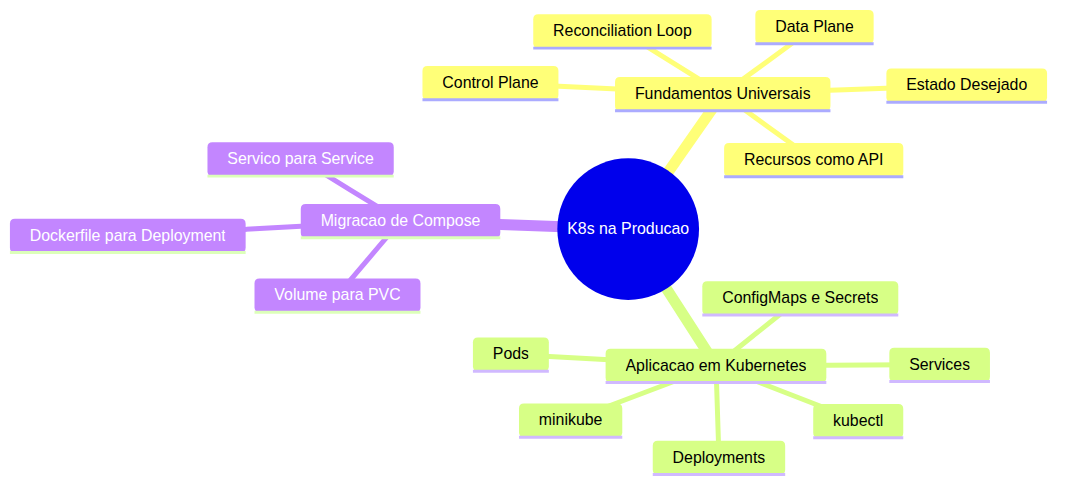 K8s na Producao
Fundamentos Universais
Control Plane
Reconciliation Loop
Data Plane
Estado Desejado
Recursos como API
Migracao de Compose
Servico para Service
Dockerfile para Deployment
Volume para PVC
Aplicacao em Kubernetes
ConfigMaps e Secrets
Pods
Services
minikube
kubectl
Deployments